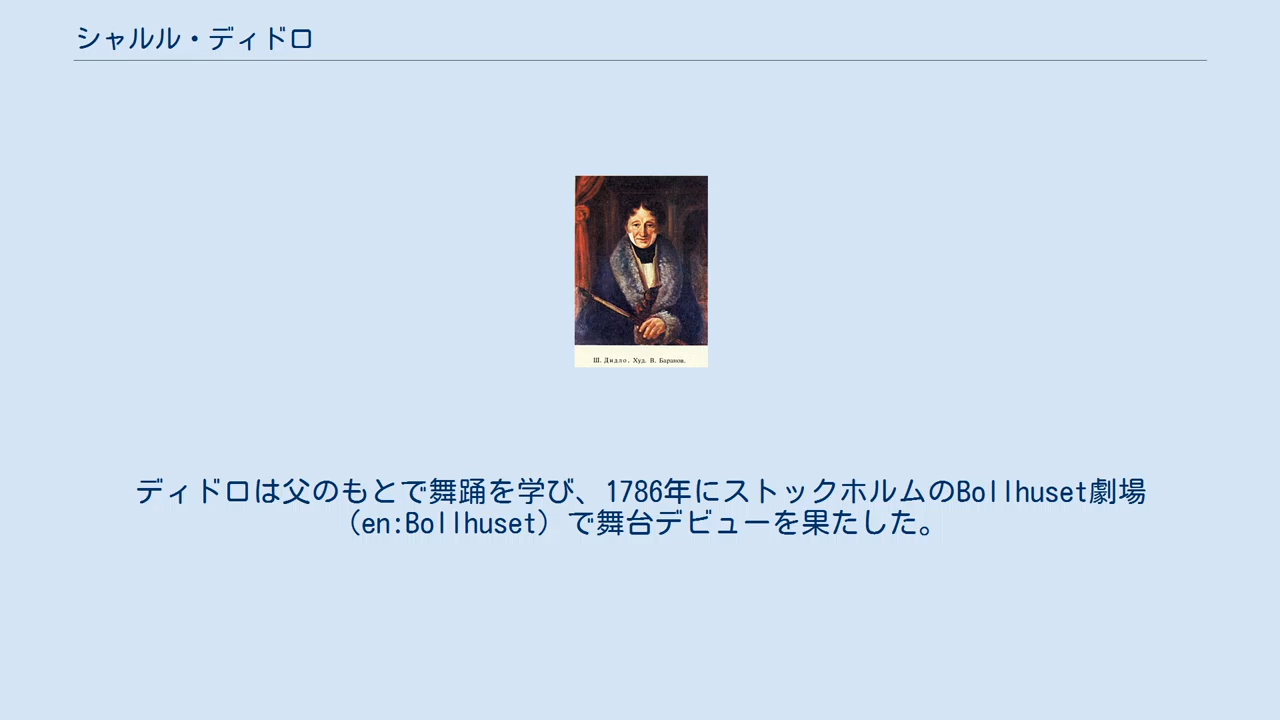 シャルル・ディドロ
Ш. Дидло. Худ. В. Баранов.
ディドロは父のもとで舞踊を学び、1786年にストックホルムのBollhuset劇場
（en:Bollhuset）で舞台デビューを果たした。